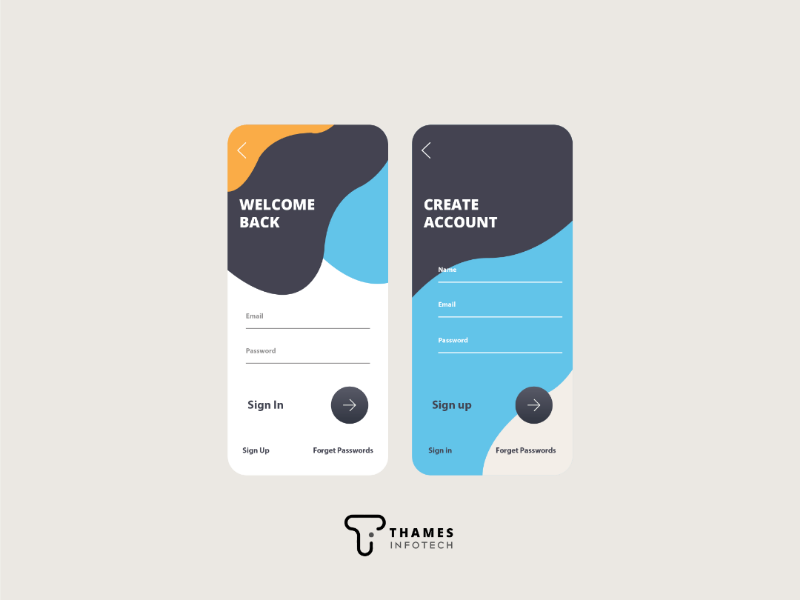 WELCOME
BACK
Email
Password
Sign In
Sign Up
Forget Passwords
CREATE
ACCOUNT
Name
Email
Password
Sign up
Sign in
Forget Passwords
THAMES
INFOTECH